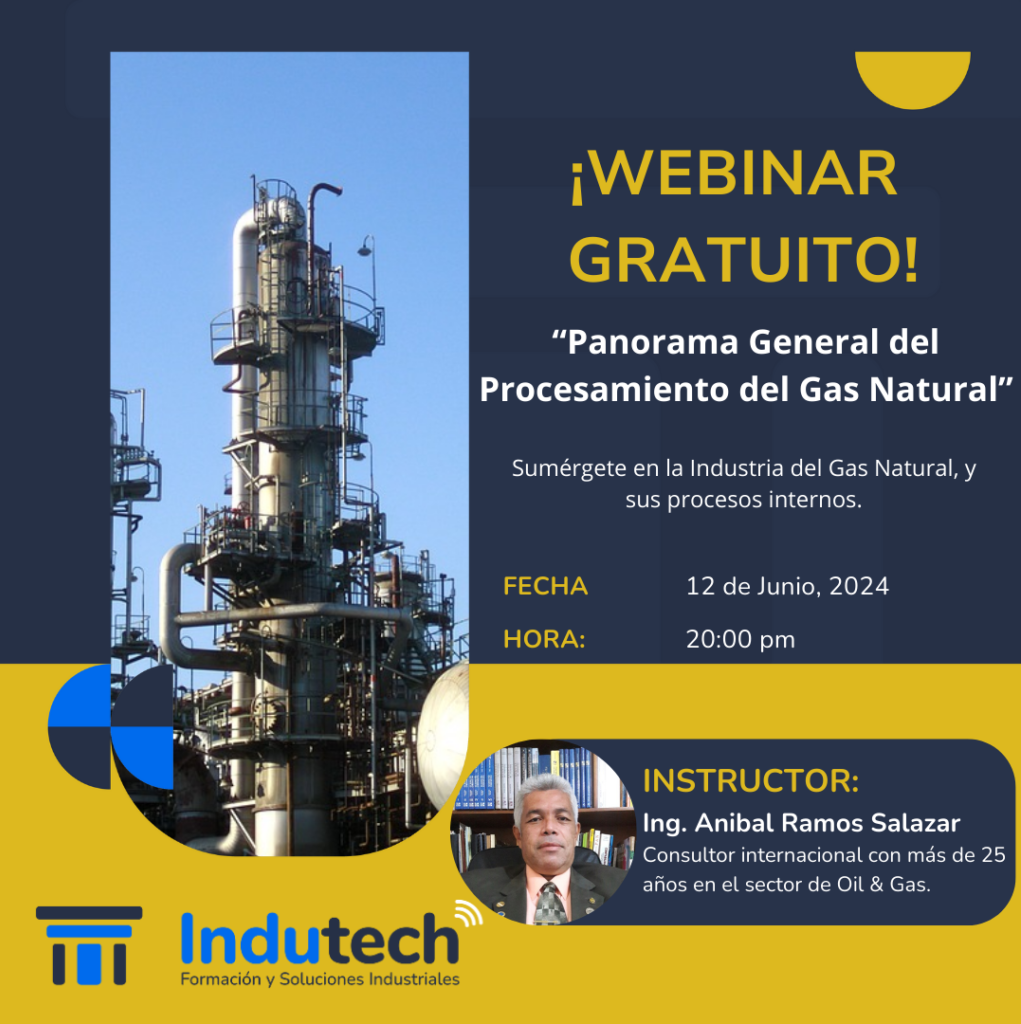 ¡WEBINAR
GRATUITO!
“Panorama General del
Procesamiento del Gas Natural”
Sumérgete en la Industria del Gas Natural, y
sus procesos internos.
FECHA 12 de Junio, 2024
HORA: 20:00 pm
INSTRUCTOR:
Ing. Anibal Ramos Salazar
Consultor internacional con más de 25
años en el sector de Oil & Gas.
Indutech
Formación y Soluciones Industriales